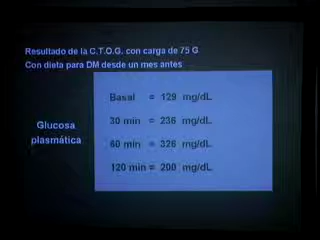 Resultado de la C.T.O.G. con carga de 75 G
Con dieta para DM desde un mes antes
Glucosa
plasmática
Basal = 129 mg/dL
30 min = 236 mg/dL
60 min = 326 mg/dL
120 min = 200 mg/dL